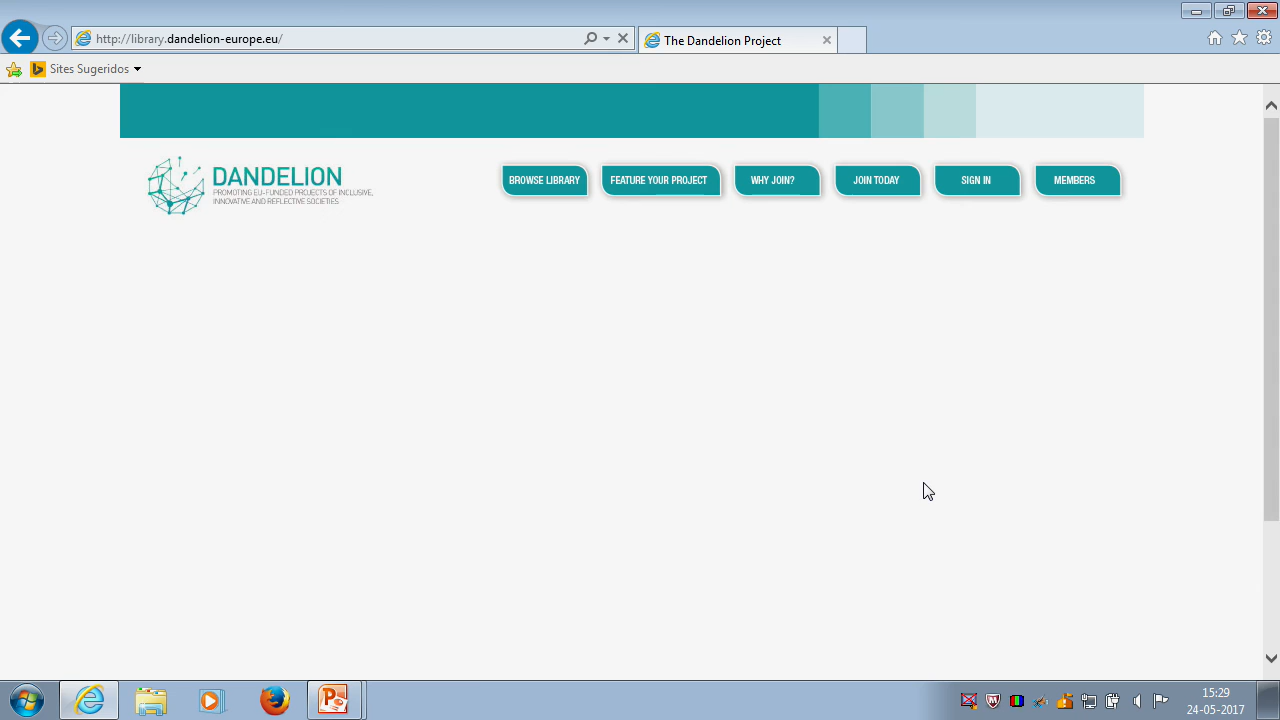 http://library.dandelion-europe.eu/
The Dandelion Project
Sites Sugeridos
DANDELION
PROMOTING EU-FUNDED PROJECTS OF INCLUSIVE,
INNOVATIVE AND REFLECTIVE SOCIETIES
BROWSE LIBRARY
FEATURE YOUR PROJECT
WHY JOIN?
JOIN TODAY
SIGN IN
MEMBERS
15:29
24-05-2017